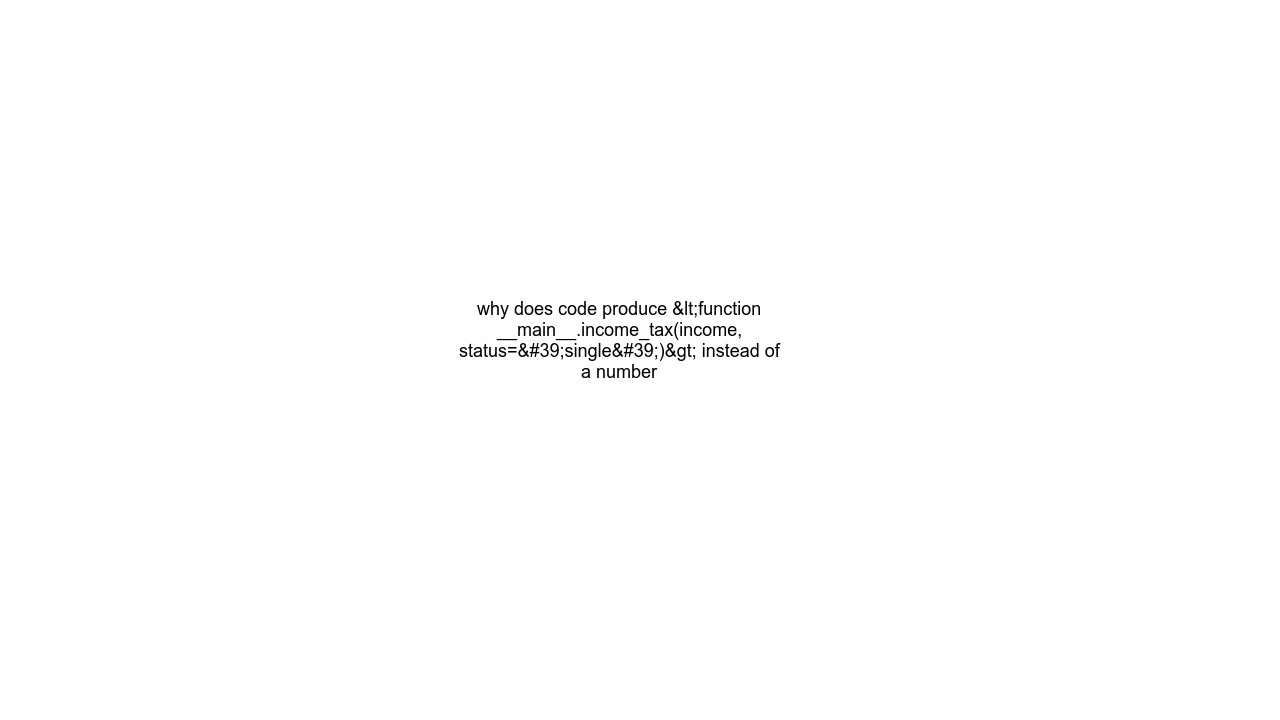 why does code produce &lt;function
__main__.income_tax(income,
status=&#39;single&#39;)&gt; instead of
a number